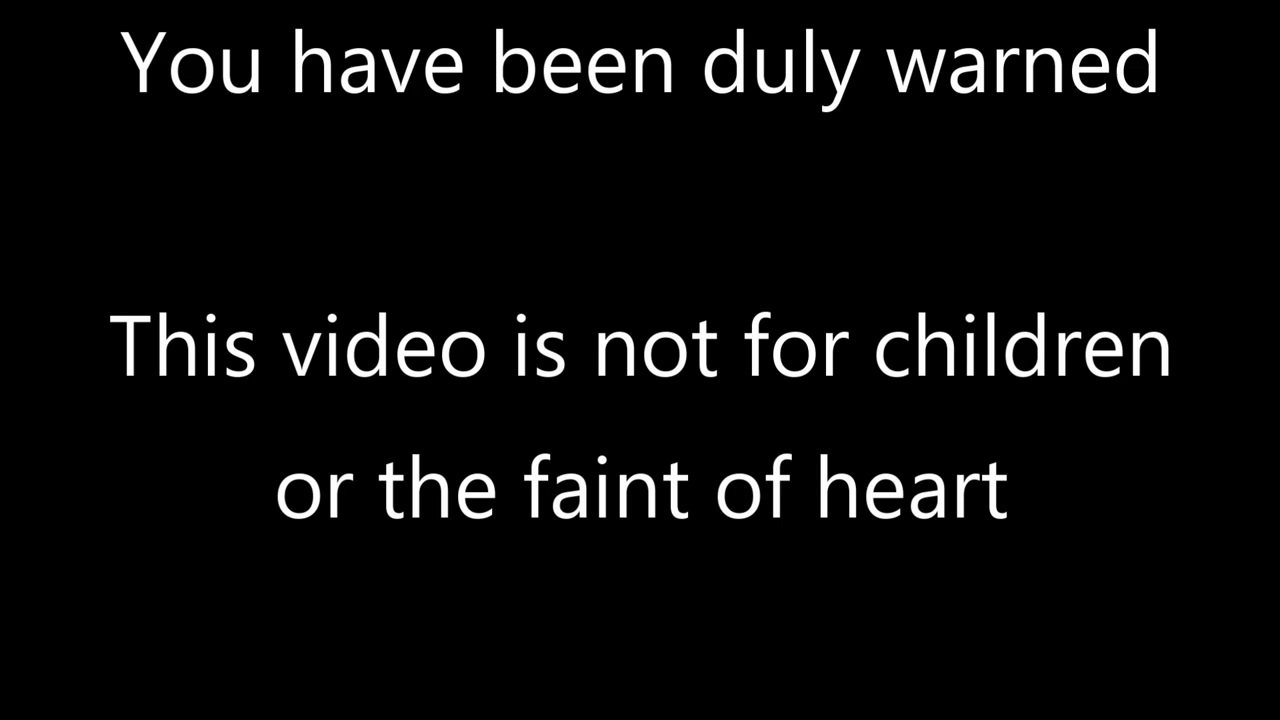 You have been duly warned
This video is not for children
or the faint of heart